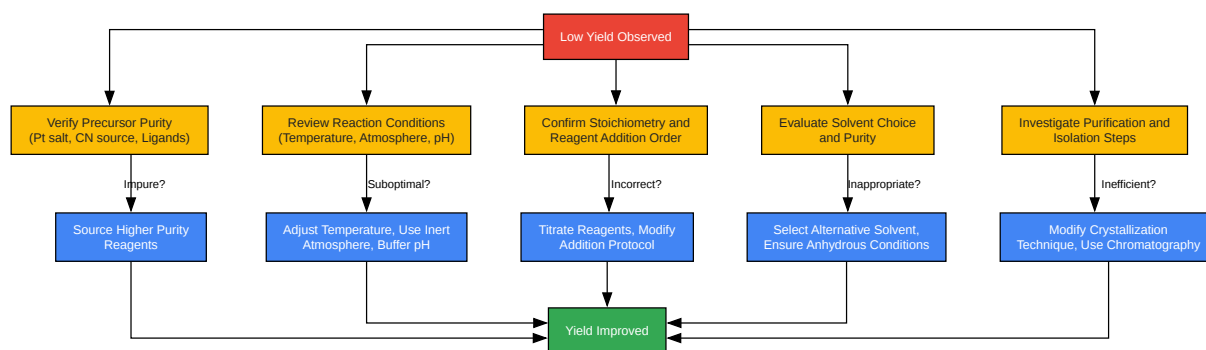 Low Yield Observed
Verify Precursor Purity
(Pt salt, CN source, Ligands)
Review Reaction Conditions
(Temperature, Atmosphere, pH)
Confirm Stoichiometry and
Reagent Addition Order
Evaluate Solvent Choice
and Purity
Investigate Purification and
Isolation Steps
Impure?
Suboptimal?
Incorrect?
Inappropriate?
Inefficient?
Source Higher Purity
Reagents
Adjust Temperature, Use Inert
Atmosphere, Buffer pH
Titrate Reagents, Modify
Addition Protocol
Select Alternative Solvent,
Ensure Anhydrous Conditions
Modify Crystallization
Technique, Use Chromatography
Yield Improved